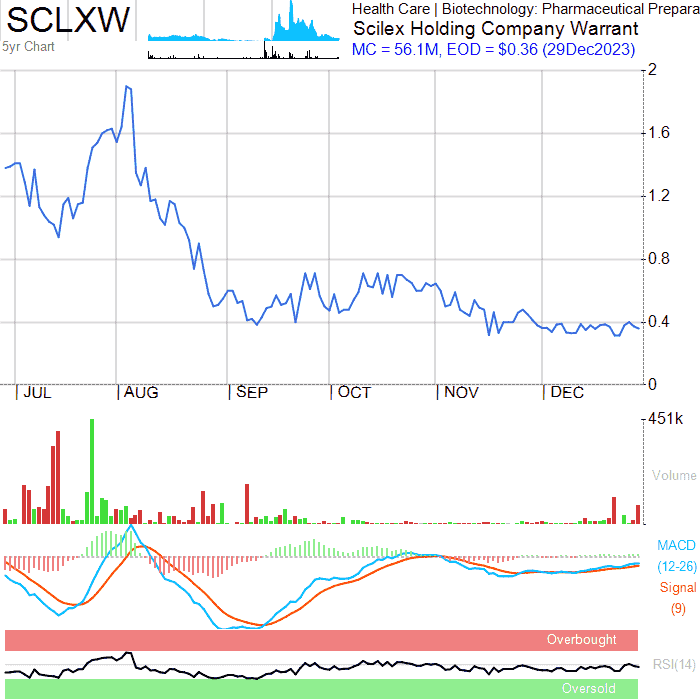 SCLXW
5yr Chart
Health Care | Biotechnology: Pharmaceutical Prepara
Scilex Holding Company Warrant
MC = 56.1M, EOD = $0.36 (29Dec2023)
2
1.6
1.2
0.8
0.4
0
JUL AUG SEP OCT NOV DEC
451k
Volume
MACD
(12-26)
Signal
(9)
Overbought
RSI(14)
Oversold